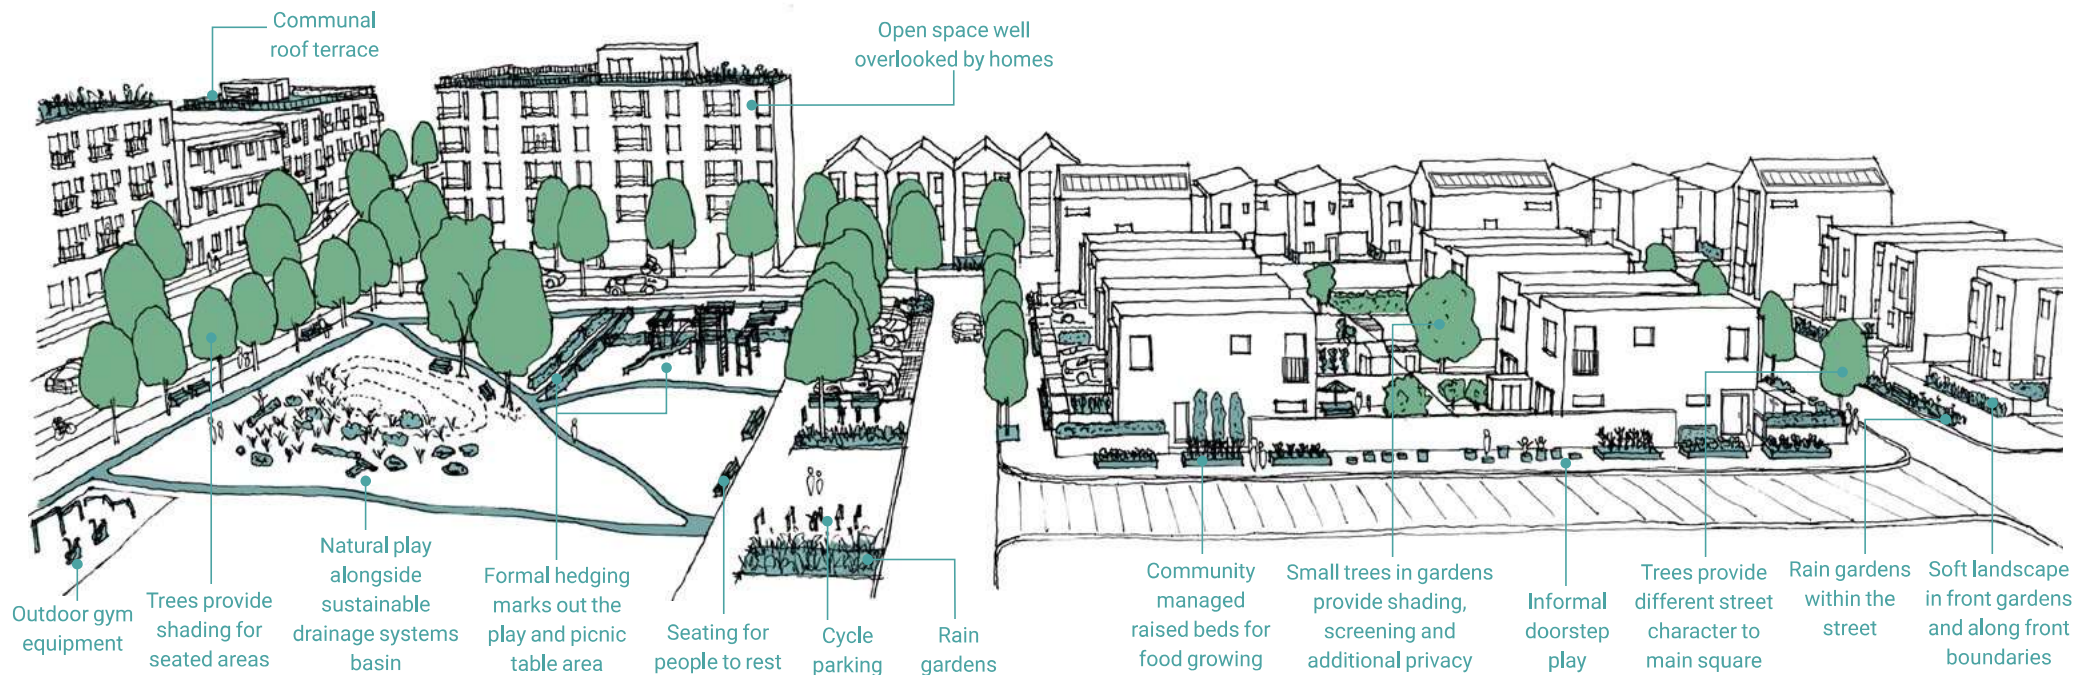 Communal
roof terrace
Open space well
overlooked by homes
Outdoor gym
equipment
Trees provide
shading for
seated areas
Natural play
alongside
sustainable
drainage systems
basin
Formal hedging
marks out the
play and picnic
table area
Seating for
people to rest
Cycle
parking
Rain
gardens
Community
managed
raised beds for
food growing
Small trees in gardens
provide shading,
screening and
additional privacy
Informal
doorstep
play
Trees provide
different street
character to
main square
Rain gardens
within the
street
Soft landscape
in front gardens
and along front
boundaries